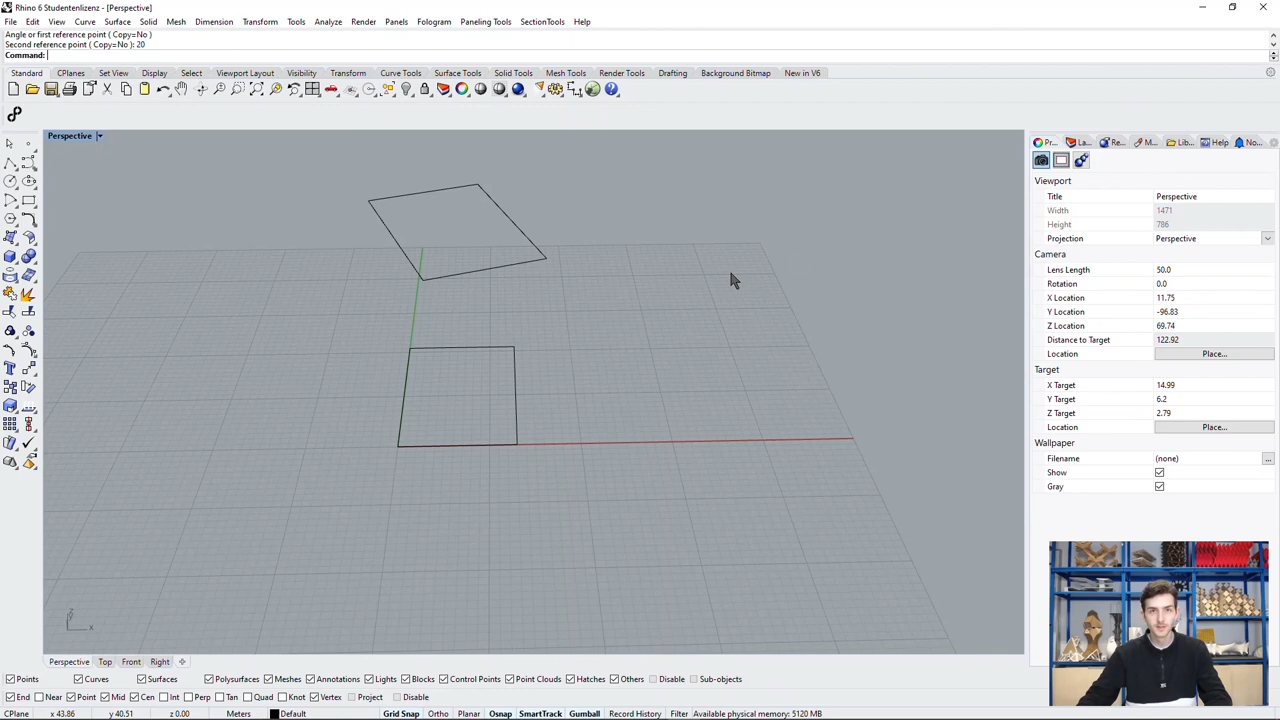 Rhino 6 Studentenlizenz - [Perspective]
File Edit View Curve Surface Solid Mesh Dimension Transform Tools Analyze Render Panels Fologram Paneling Tools SectionTools Help
Angle or first reference point ( Copy=No )
Second reference point ( Copy=No ): 20
Command:
Standard CPlanes Set View Display Select Viewport Layout Visibility Transform Curve Tools Surface Tools Solid Tools Mesh Tools Render Tools Drafting Background Bitmap New in V6
Perspective
Pr... La... Re... M... Lib... Help No...
Viewport
Title Perspective
Width 1471
Height 786
Projection Perspective
Camera
Lens Length 50.0
Rotation 0.0
X Location 11.75
Y Location -96.83
Z Location 69.74
Distance to Target 122.92
Location Place...
Target
X Target 14.99
Y Target 6.2
Z Target 2.79
Location Place...
Wallpaper
Filename (none) ...
Show
Gray
z x
Perspective Top Front Right
Points Curves Surfaces Polysurfaces Meshes Annotations Lights Blocks Control Points Point Clouds Hatches Others Disable Sub-objects
End Near Point Mid Cen Int Perp Tan Quad Knot Vertex Project Disable
CPlane x 43.86 y 40.51 z 0.00 Meters Default Grid Snap Ortho Planar Osnap SmartTrack Gumball Record History Filter Available physical memory: 5120 MB